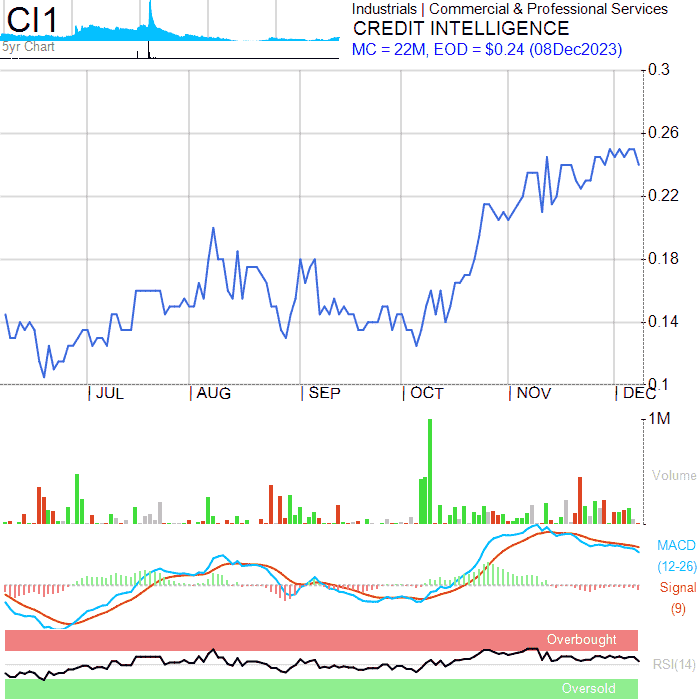 CI1
5yr Chart
Industrials | Commercial & Professional Services
CREDIT INTELLIGENCE
MC = 22M, EOD = $0.24 (08Dec2023)
0.3
0.26
0.22
0.18
0.14
0.1
JUL AUG SEP OCT NOV DEC
1M
Volume
MACD
(12-26)
Signal
(9)
Overbought
RSI(14)
Oversold